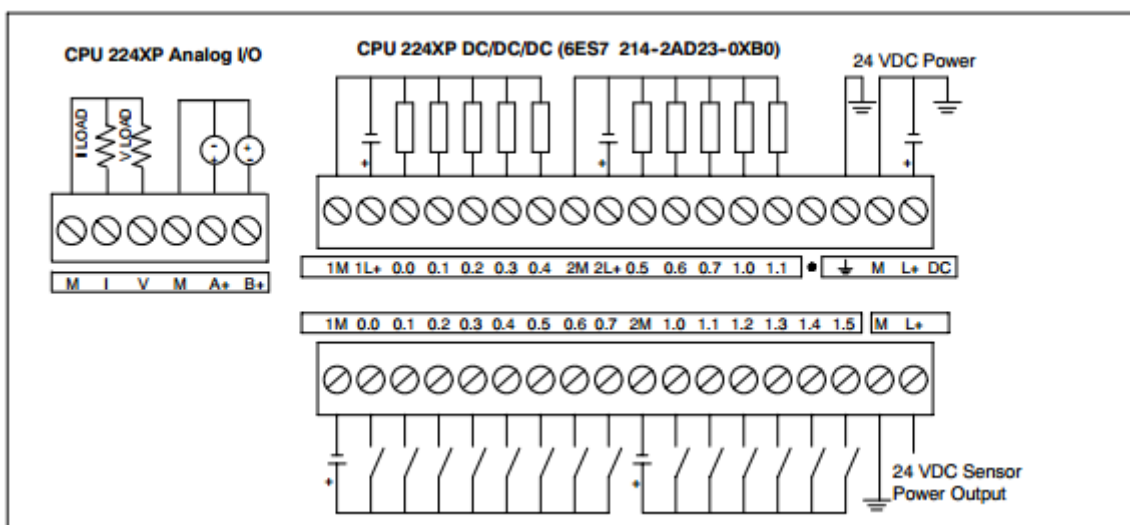 CPU 224XP Analog I/O
CPU 224XP DC/DC/DC (6ES7 214-2AD23-0XB0)
24 VDC Power
I LOAD
V LOAD
- +
+ -
+ + +
M I V M A+ B+
1M 1L+ 0.0 0.1 0.2 0.3 0.4 2M 2L+ 0.5 0.6 0.7 1.0 1.1 • ⏚ M L+ DC
1M 0.0 0.1 0.2 0.3 0.4 0.5 0.6 0.7 2M 1.0 1.1 1.2 1.3 1.4 1.5 M L+
+ +
24 VDC Sensor
Power Output